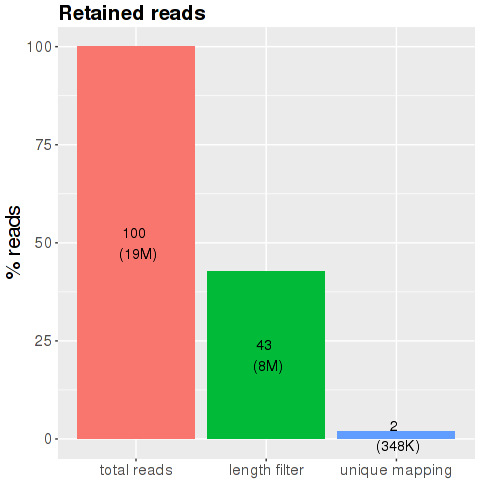 Retained reads
% reads
100
75
50
25
0
100
(19M)
43
(8M)
2
(348K)
total reads
length filter
unique mapping